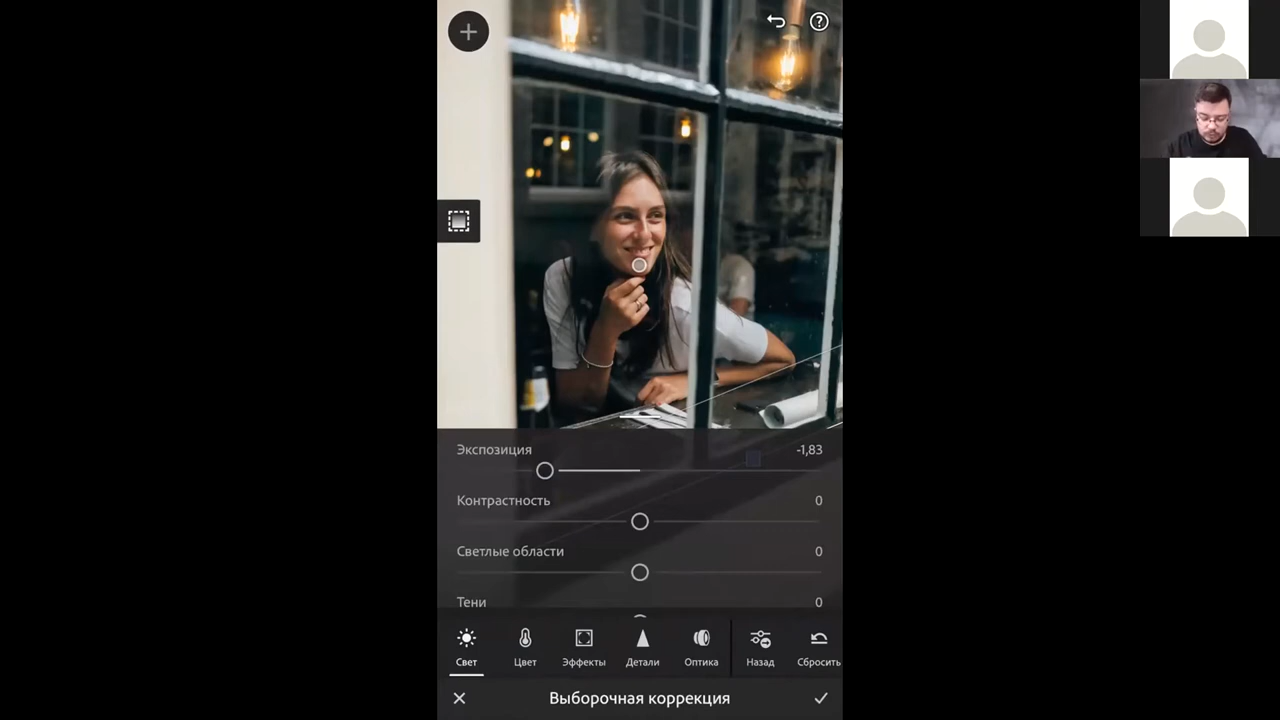 Экспозиция -1,83
Контрастность 0
Светлые области 0
Тени 0
Свет Цвет Эффекты Детали Оптика Назад Сбросить
Выборочная коррекция